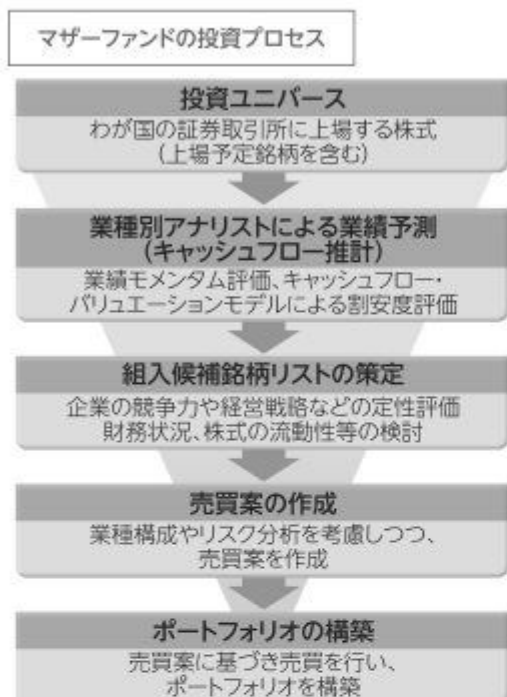 マザーファンドの投資プロセス
投資ユニバース
わが国の証券取引所に上場する株式
(上場予定銘柄を含む)
業種別アナリストによる業績予測
(キャッシュフロー推計)
業績モメンタム評価、キャッシュフロー・
バリュエーションモデルによる割安度評価
組入候補銘柄リストの策定
企業の競争力や経営戦略などの定性評価
財務状況、株式の流動性等の検討
売買案の作成
業種構成やリスク分析を考慮しつつ、
売買案を作成
ポートフォリオの構築
売買案に基づき売買を行い、
ポートフォリオを構築